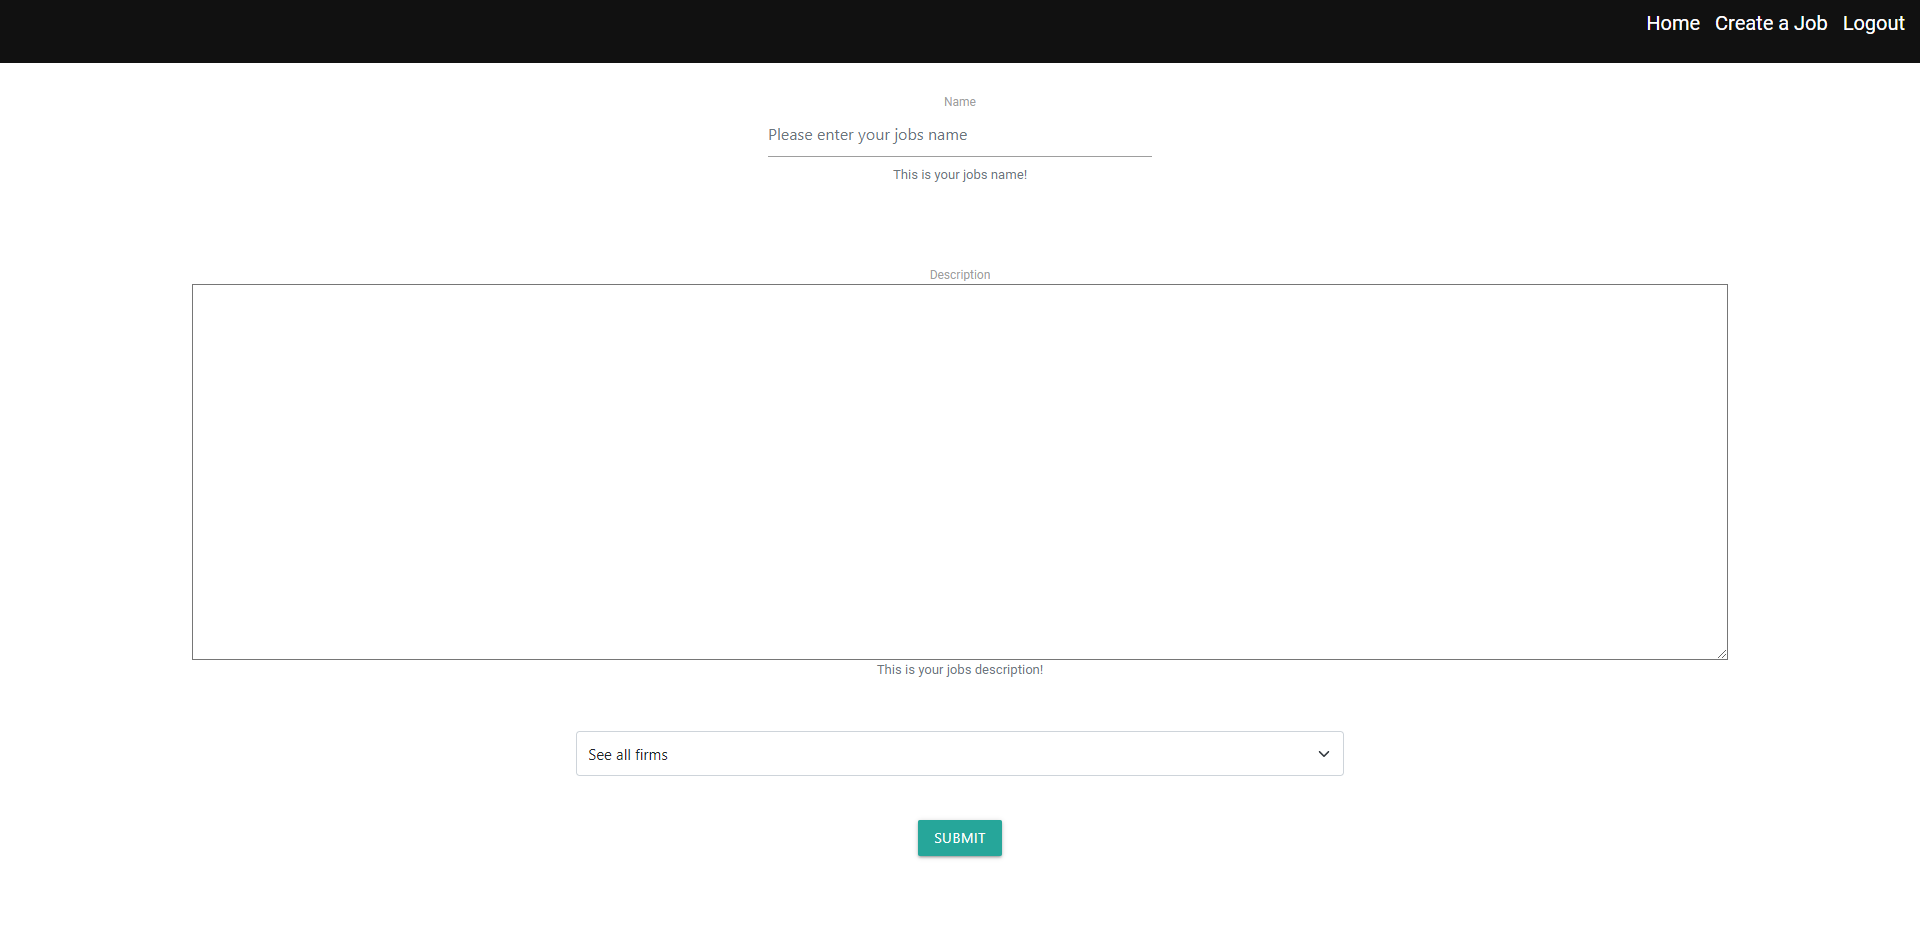 Home Create a Job Logout
Name
Please enter your jobs name
This is your jobs name!
Description
This is your jobs description!
See all firms
SUBMIT